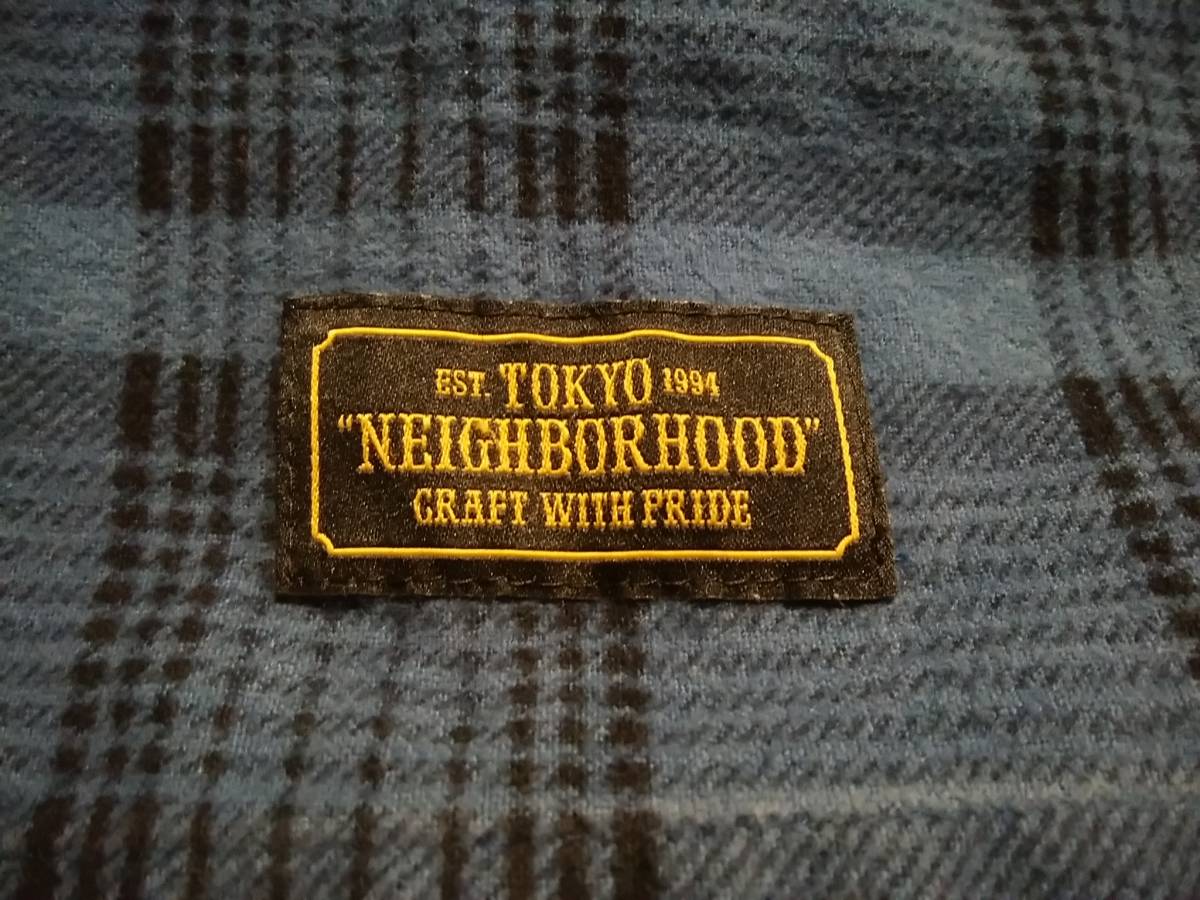 EST. TOKYO 1994
"NEIGHBORHOOD"
CRAFT WITH PRIDE